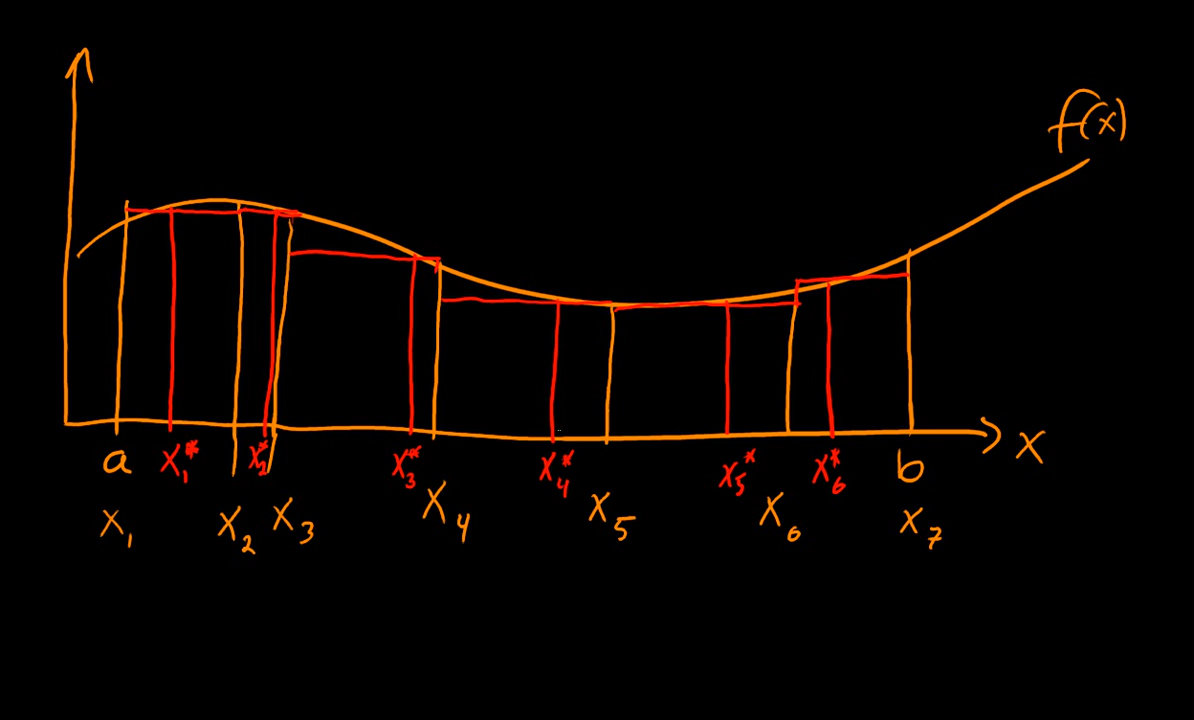 f(x)
a X₁* X₂* X₃* X₄* X₅* X₆* b X
X₁ X₂ X₃ X₄ X₅ X₆ X₇